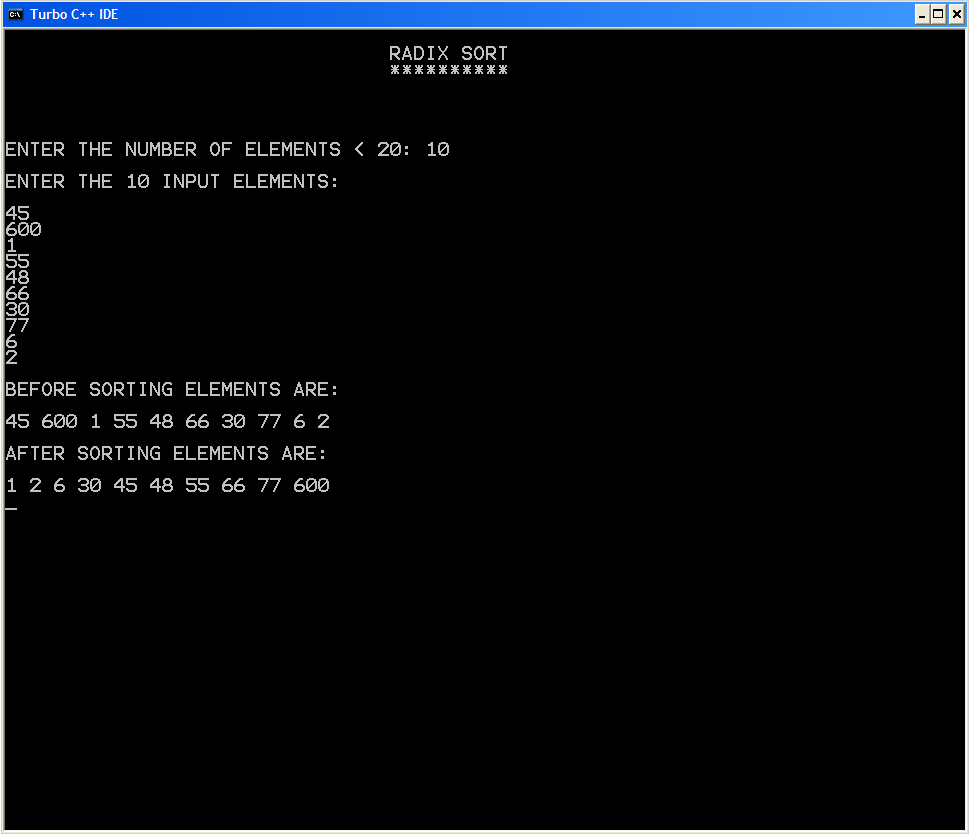 Turbo C++ IDE
RADIX SORT
**********
ENTER THE NUMBER OF ELEMENTS < 20: 10
ENTER THE 10 INPUT ELEMENTS:
45
600
1
55
48
66
30
77
6
2
BEFORE SORTING ELEMENTS ARE:
45 600 1 55 48 66 30 77 6 2
AFTER SORTING ELEMENTS ARE:
1 2 6 30 45 48 55 66 77 600
_